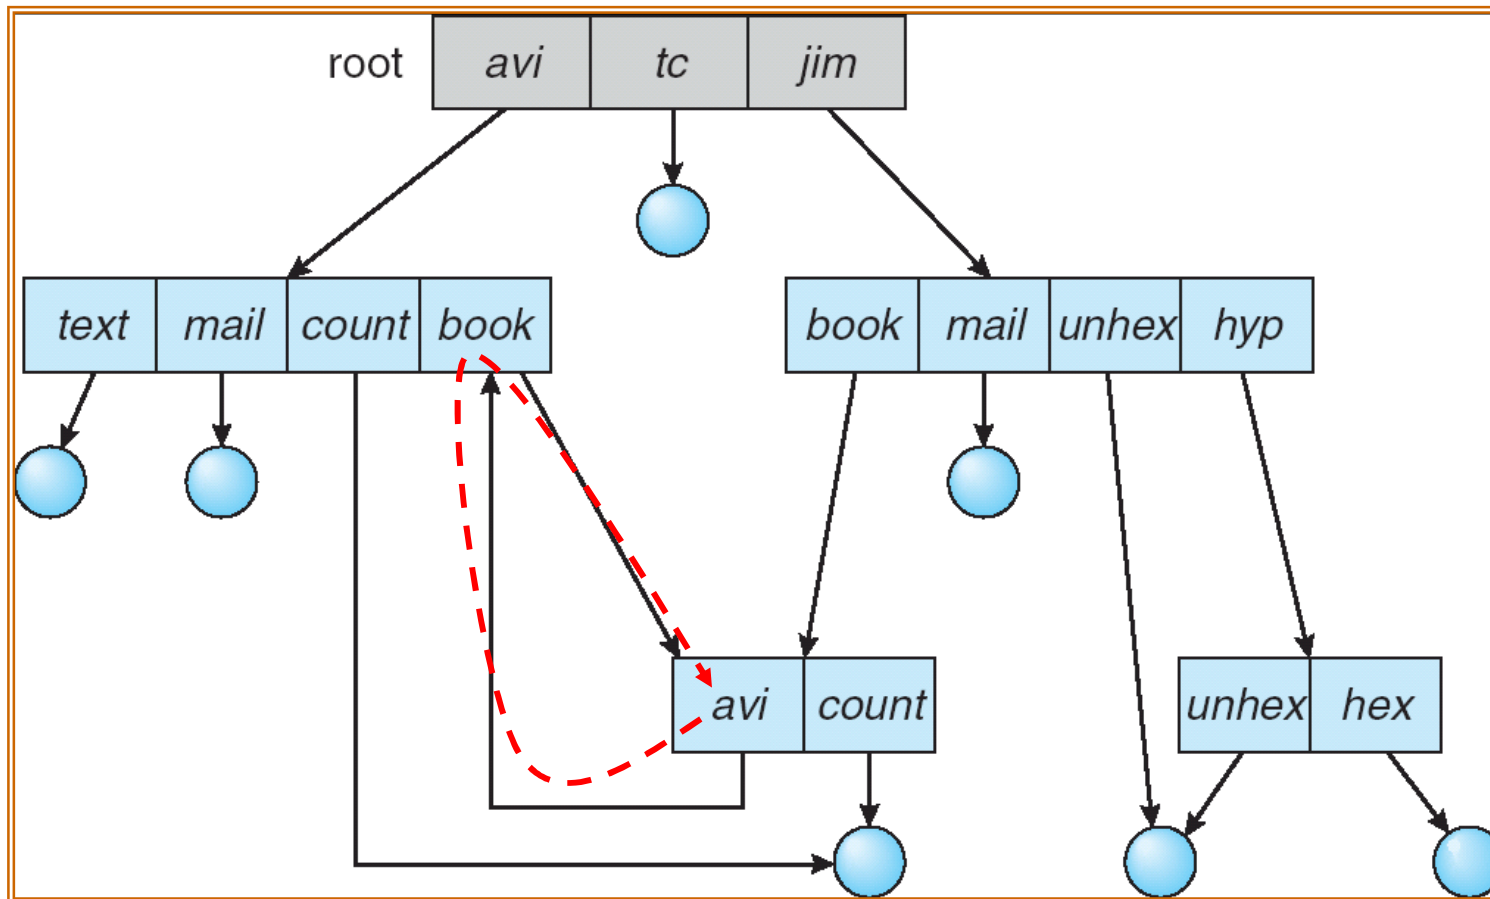 root avi tc jim
text mail count book
book mail unhex hyp
avi count
unhex hex